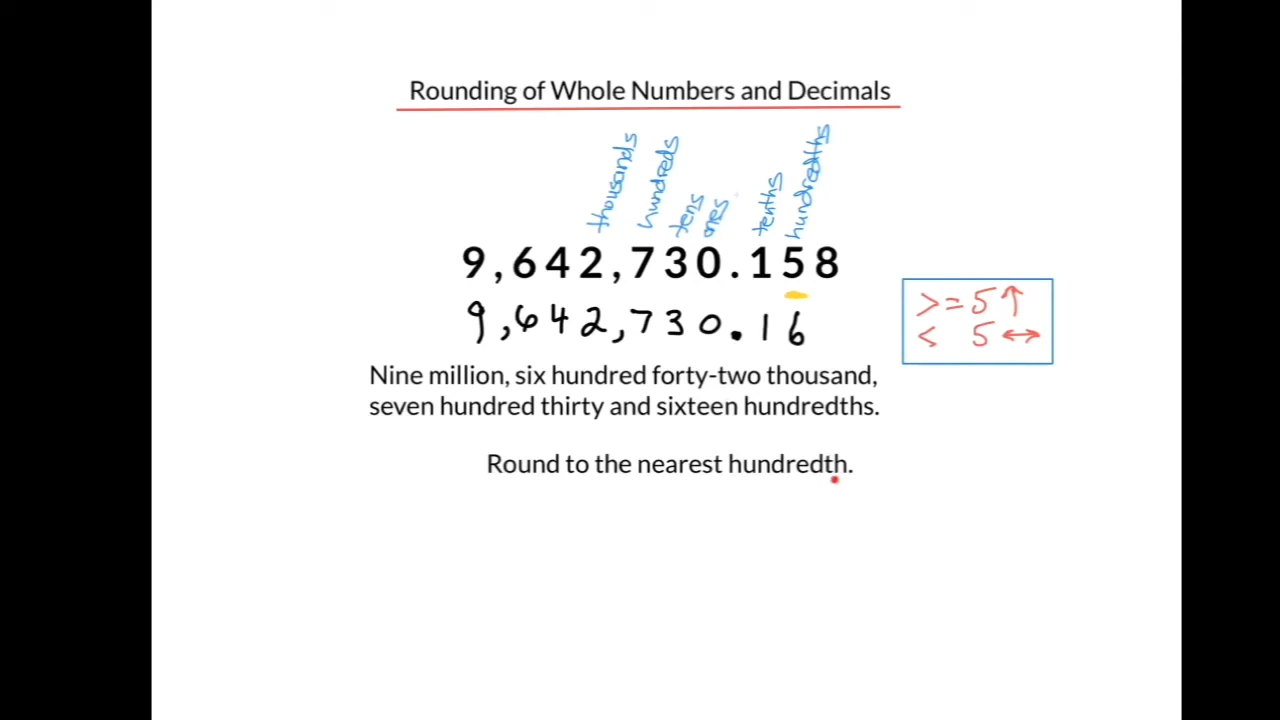 Rounding of Whole Numbers and Decimals
thousands hundreds tens ones tenths hundredths
9,642,730.158
9,642,730.16
>= 5 ↑
< 5 ↔
Nine million, six hundred forty-two thousand,
seven hundred thirty and sixteen hundredths.
Round to the nearest hundredth.